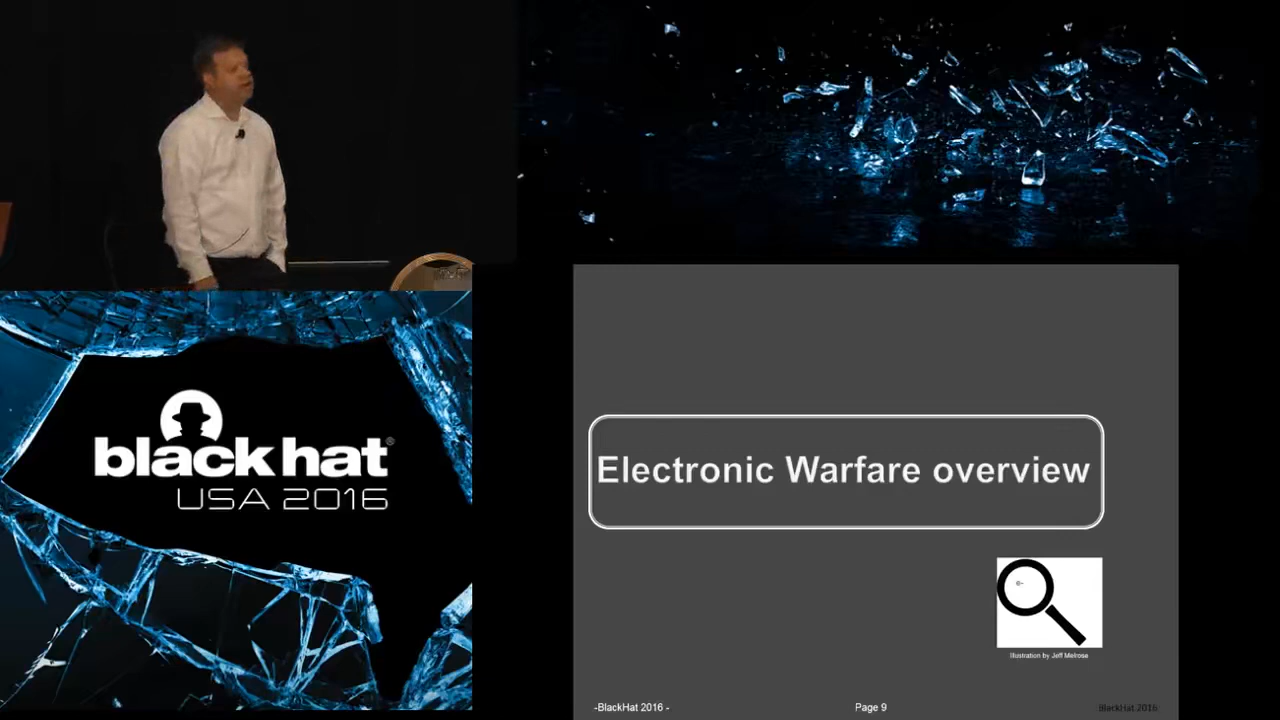 black hat®
USA 2016
Electronic Warfare overview
Illustration by Jeff Melrose
-BlackHat 2016 -
Page 9
BlackHat 2016